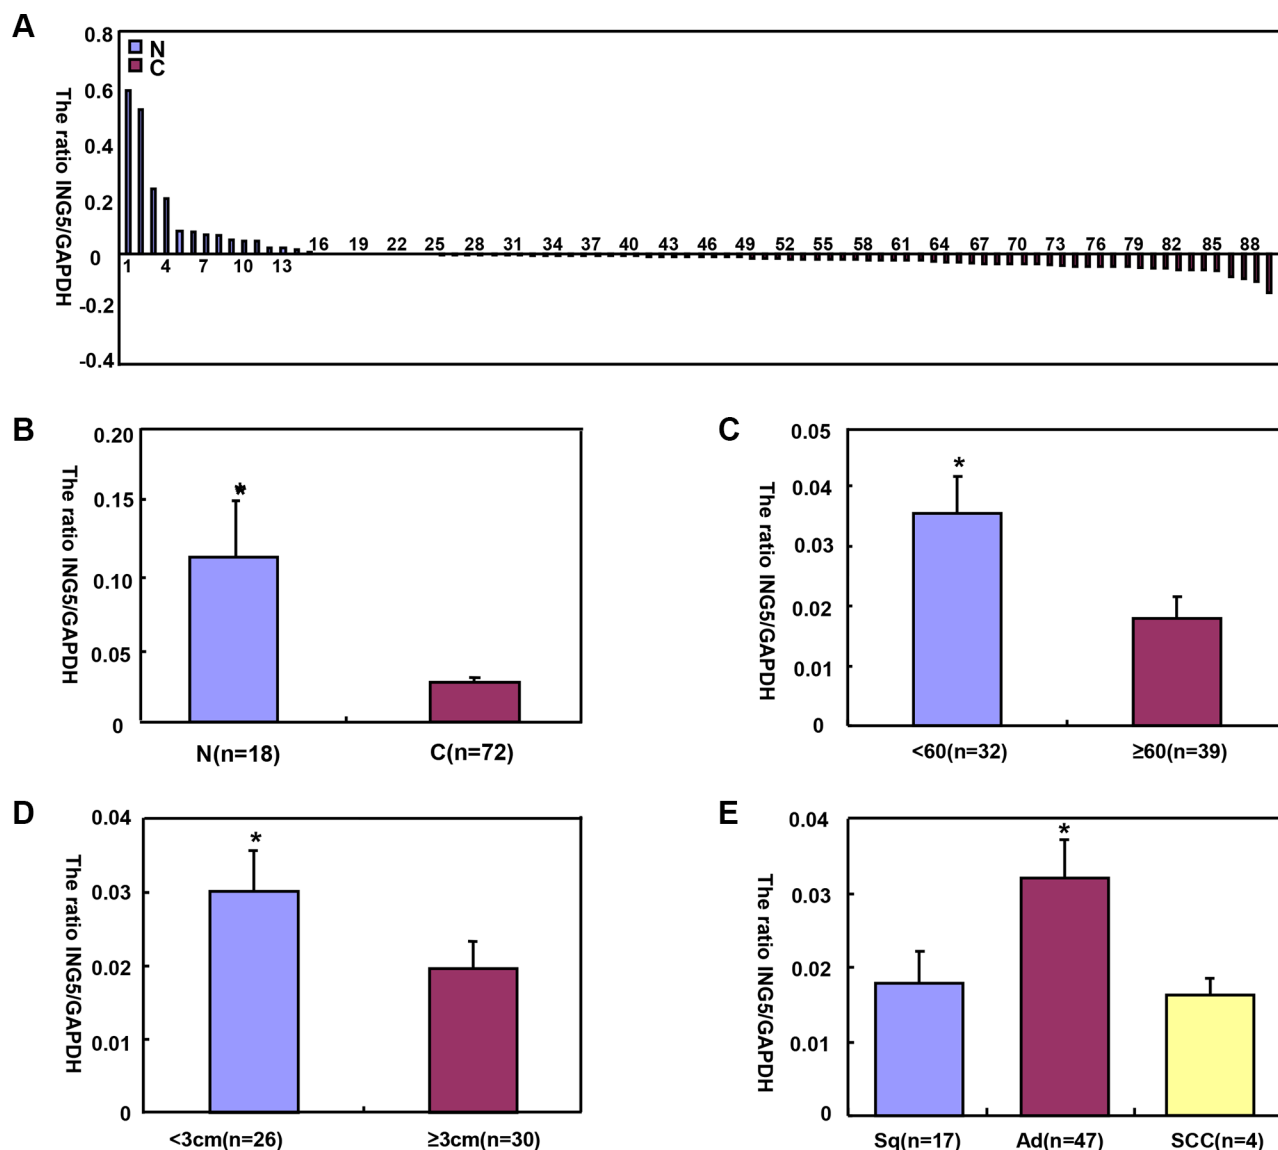 A
The ratio ING5/GAPDH
0.8
0.6
0.4
0.2
0
-0.2
-0.4
N
C
16 19 22 25 28 31 34 37 40 43 46 49 52 55 58 61 64 67 70 73 76 79 82 85 88
1 4 7 10 13
B
The ratio ING5/GAPDH
0.20
0.15
0.10
0.05
0
*
N(n=18) C(n=72)
C
The ratio ING5/GAPDH
0.05
0.04
0.03
0.02
0.01
0
*
<60(n=32) ≥60(n=39)
D
The ratio ING5/GAPDH
0.04
0.03
0.02
0.01
0
*
<3cm(n=26) ≥3cm(n=30)
E
The ratio ING5/GAPDH
0.04
0.03
0.02
0.01
0
*
Sq(n=17) Ad(n=47) SCC(n=4)